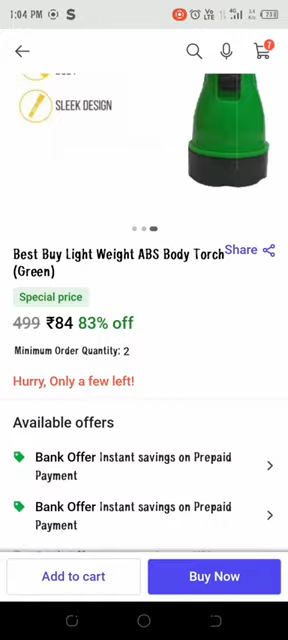 1:04 PM
SLEEK DESIGN
7
Best Buy Light Weight ABS Body Torch
(Green)
Share
Special price
499 ₹84 83% off
Minimum Order Quantity: 2
Hurry, Only a few left!
Available offers
Bank Offer Instant savings on Prepaid
Payment
Bank Offer Instant savings on Prepaid
Payment
Add to cart
Buy Now